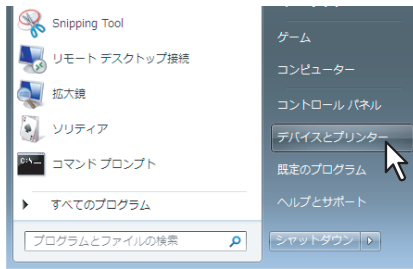 Snipping Tool
リモート デスクトップ接続
拡大鏡
ソリティア
コマンド プロンプト
すべてのプログラム
プログラムとファイルの検索
ゲーム
コンピューター
コントロール パネル
デバイスとプリンター
既定のプログラム
ヘルプとサポート
シャットダウン